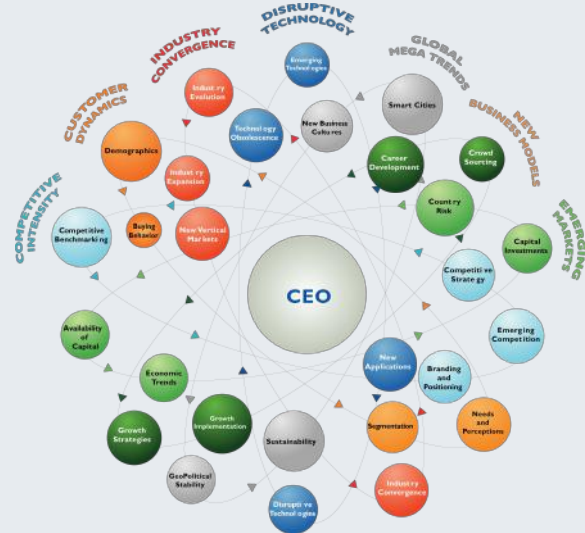 DISRUPTIVE
TECHNOLOGY
INDUSTRY
CONVERGENCE
GLOBAL
MEGA TRENDS
CUSTOMER
DYNAMICS
NEW
BUSINESS MODELS
COMPETITIVE
INTENSITY
EMERGING
MARKETS
Emerging
Technologies
Industry
Evolution
Smart Cities
New Business
Cultures
Technology
Obsolescence
Demographics
Career
Development
Crowd
Sourcing
Industry
Expansion
Country
Risk
Competitive
Benchmarking
Buying
Behavior
New Vertical
Markets
Capital
Investments
Competitive
Strategy
CEO
Availability
of Capital
Emerging
Competition
Economic
Trends
New
Applications
Branding
and
Positioning
Growth
Strategies
Growth
Implementation
Sustainability
Segmentation
Needs
and
Perceptions
GeoPolitical
Stability
Industry
Convergence
Disruptive
Technologies